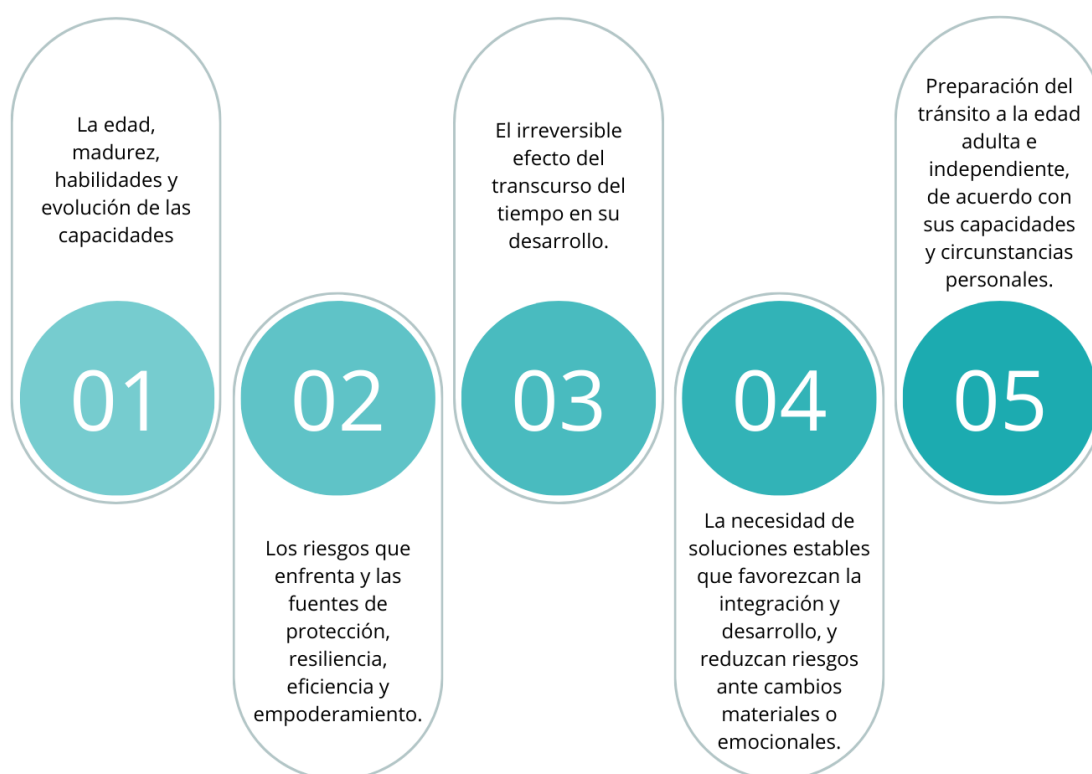 La edad,
madurez,
habilidades y
evolución de las
capacidades
01
02
Los riesgos que
enfrenta y las
fuentes de
protección,
resiliencia,
eficiencia y
empoderamiento.
El irreversible
efecto del
transcurso del
tiempo en su
desarrollo.
03
04
La necesidad de
soluciones estables
que favorezcan la
integración y
desarrollo, y
reduzcan riesgos
ante cambios
materiales o
emocionales.
Preparación del
tránsito a la edad
adulta e
independiente,
de acuerdo con
sus capacidades
y circunstancias
personales.
05